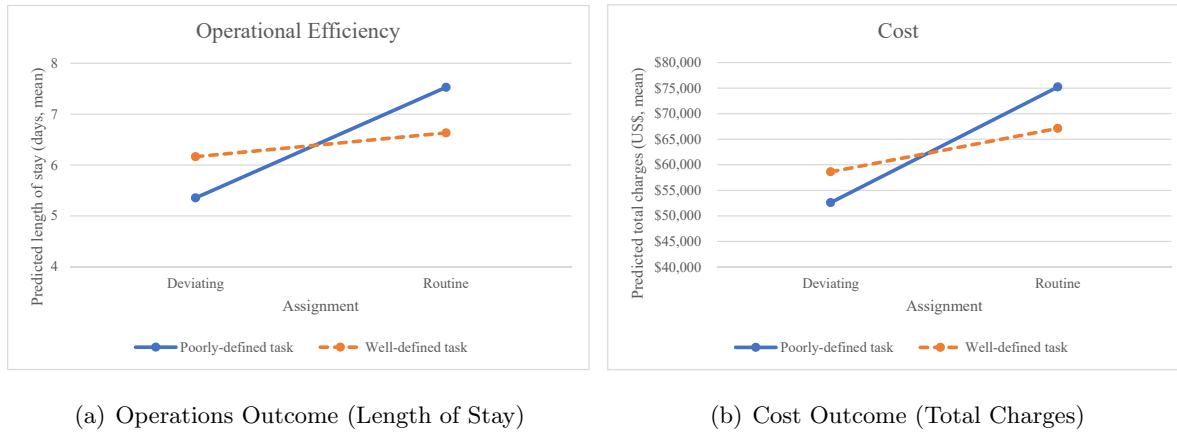 Operational Efficiency
Predicted length of stay (days, mean)
8
7
6
5
4
Deviating
Routine
Assignment
Poorly-defined task
Well-defined task
(a) Operations Outcome (Length of Stay)
Cost
Predicted total charges (US$, mean)
$80,000
$75,000
$70,000
$65,000
$60,000
$55,000
$50,000
$45,000
$40,000
Deviating
Routine
Assignment
Poorly-defined task
Well-defined task
(b) Cost Outcome (Total Charges)